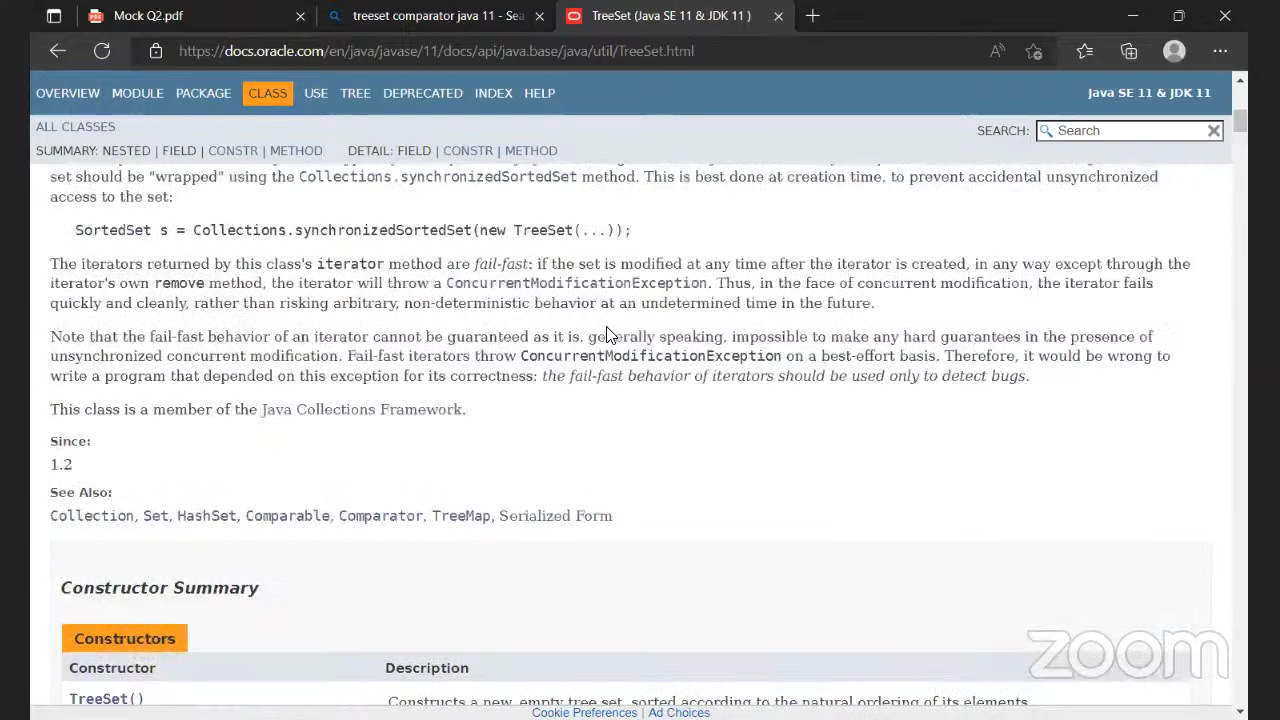 Mock Q2.pdf
treeset comparator java 11 - Sea
TreeSet (Java SE 11 & JDK 11 )
https://docs.oracle.com/en/java/javase/11/docs/api/java.base/java/util/TreeSet.html
OVERVIEW MODULE PACKAGE CLASS USE TREE DEPRECATED INDEX HELP Java SE 11 & JDK 11
ALL CLASSES
SEARCH: Search
SUMMARY: NESTED | FIELD | CONSTR | METHOD DETAIL: FIELD | CONSTR | METHOD
set should be "wrapped" using the Collections.synchronizedSortedSet method. This is best done at creation time, to prevent accidental unsynchronized
access to the set:
SortedSet s = Collections.synchronizedSortedSet(new TreeSet(...));
The iterators returned by this class's iterator method are fail-fast: if the set is modified at any time after the iterator is created, in any way except through the
iterator's own remove method, the iterator will throw a ConcurrentModificationException. Thus, in the face of concurrent modification, the iterator fails
quickly and cleanly, rather than risking arbitrary, non-deterministic behavior at an undetermined time in the future.
Note that the fail-fast behavior of an iterator cannot be guaranteed as it is, generally speaking, impossible to make any hard guarantees in the presence of
unsynchronized concurrent modification. Fail-fast iterators throw ConcurrentModificationException on a best-effort basis. Therefore, it would be wrong to
write a program that depended on this exception for its correctness: the fail-fast behavior of iterators should be used only to detect bugs.
This class is a member of the Java Collections Framework.
Since:
1.2
See Also:
Collection, Set, HashSet, Comparable, Comparator, TreeMap, Serialized Form
Constructor Summary
Constructors
Constructor Description
TreeSet() Constructs a new, empty tree set, sorted according to the natural ordering of its elements.
Cookie Preferences | Ad Choices
zoom